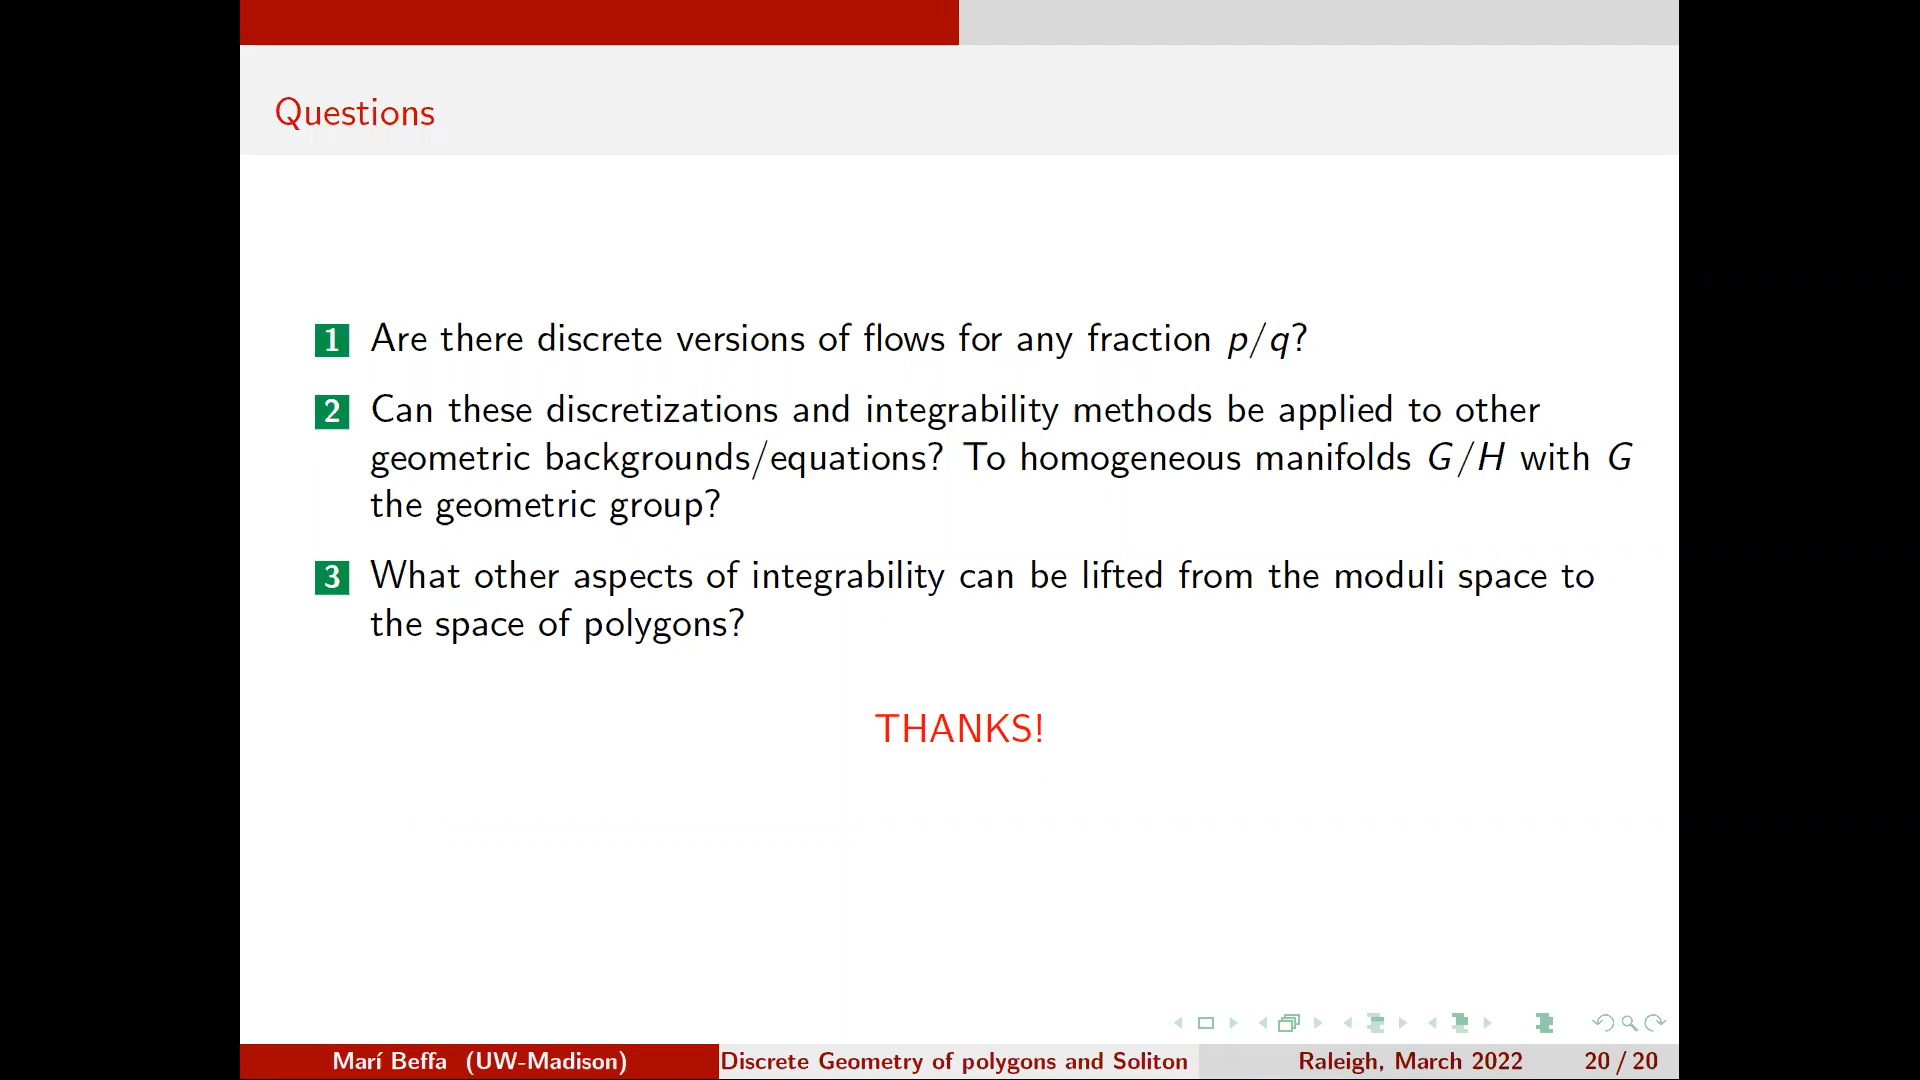 Questions
1 Are there discrete versions of flows for any fraction p/q?
2 Can these discretizations and integrability methods be applied to other
geometric backgrounds/equations? To homogeneous manifolds G/H with G
the geometric group?
3 What other aspects of integrability can be lifted from the moduli space to
the space of polygons?
THANKS!
Marí Beffa (UW-Madison) Discrete Geometry of polygons and Soliton Raleigh, March 2022 20 / 20